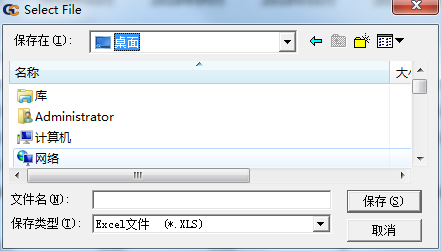 Select File
保存在(I):
桌面
名称
大小
库
Administrator
计算机
网络
文件名(N):
保存(S)
保存类型(T):
Excel文件 (*.XLS)
取消